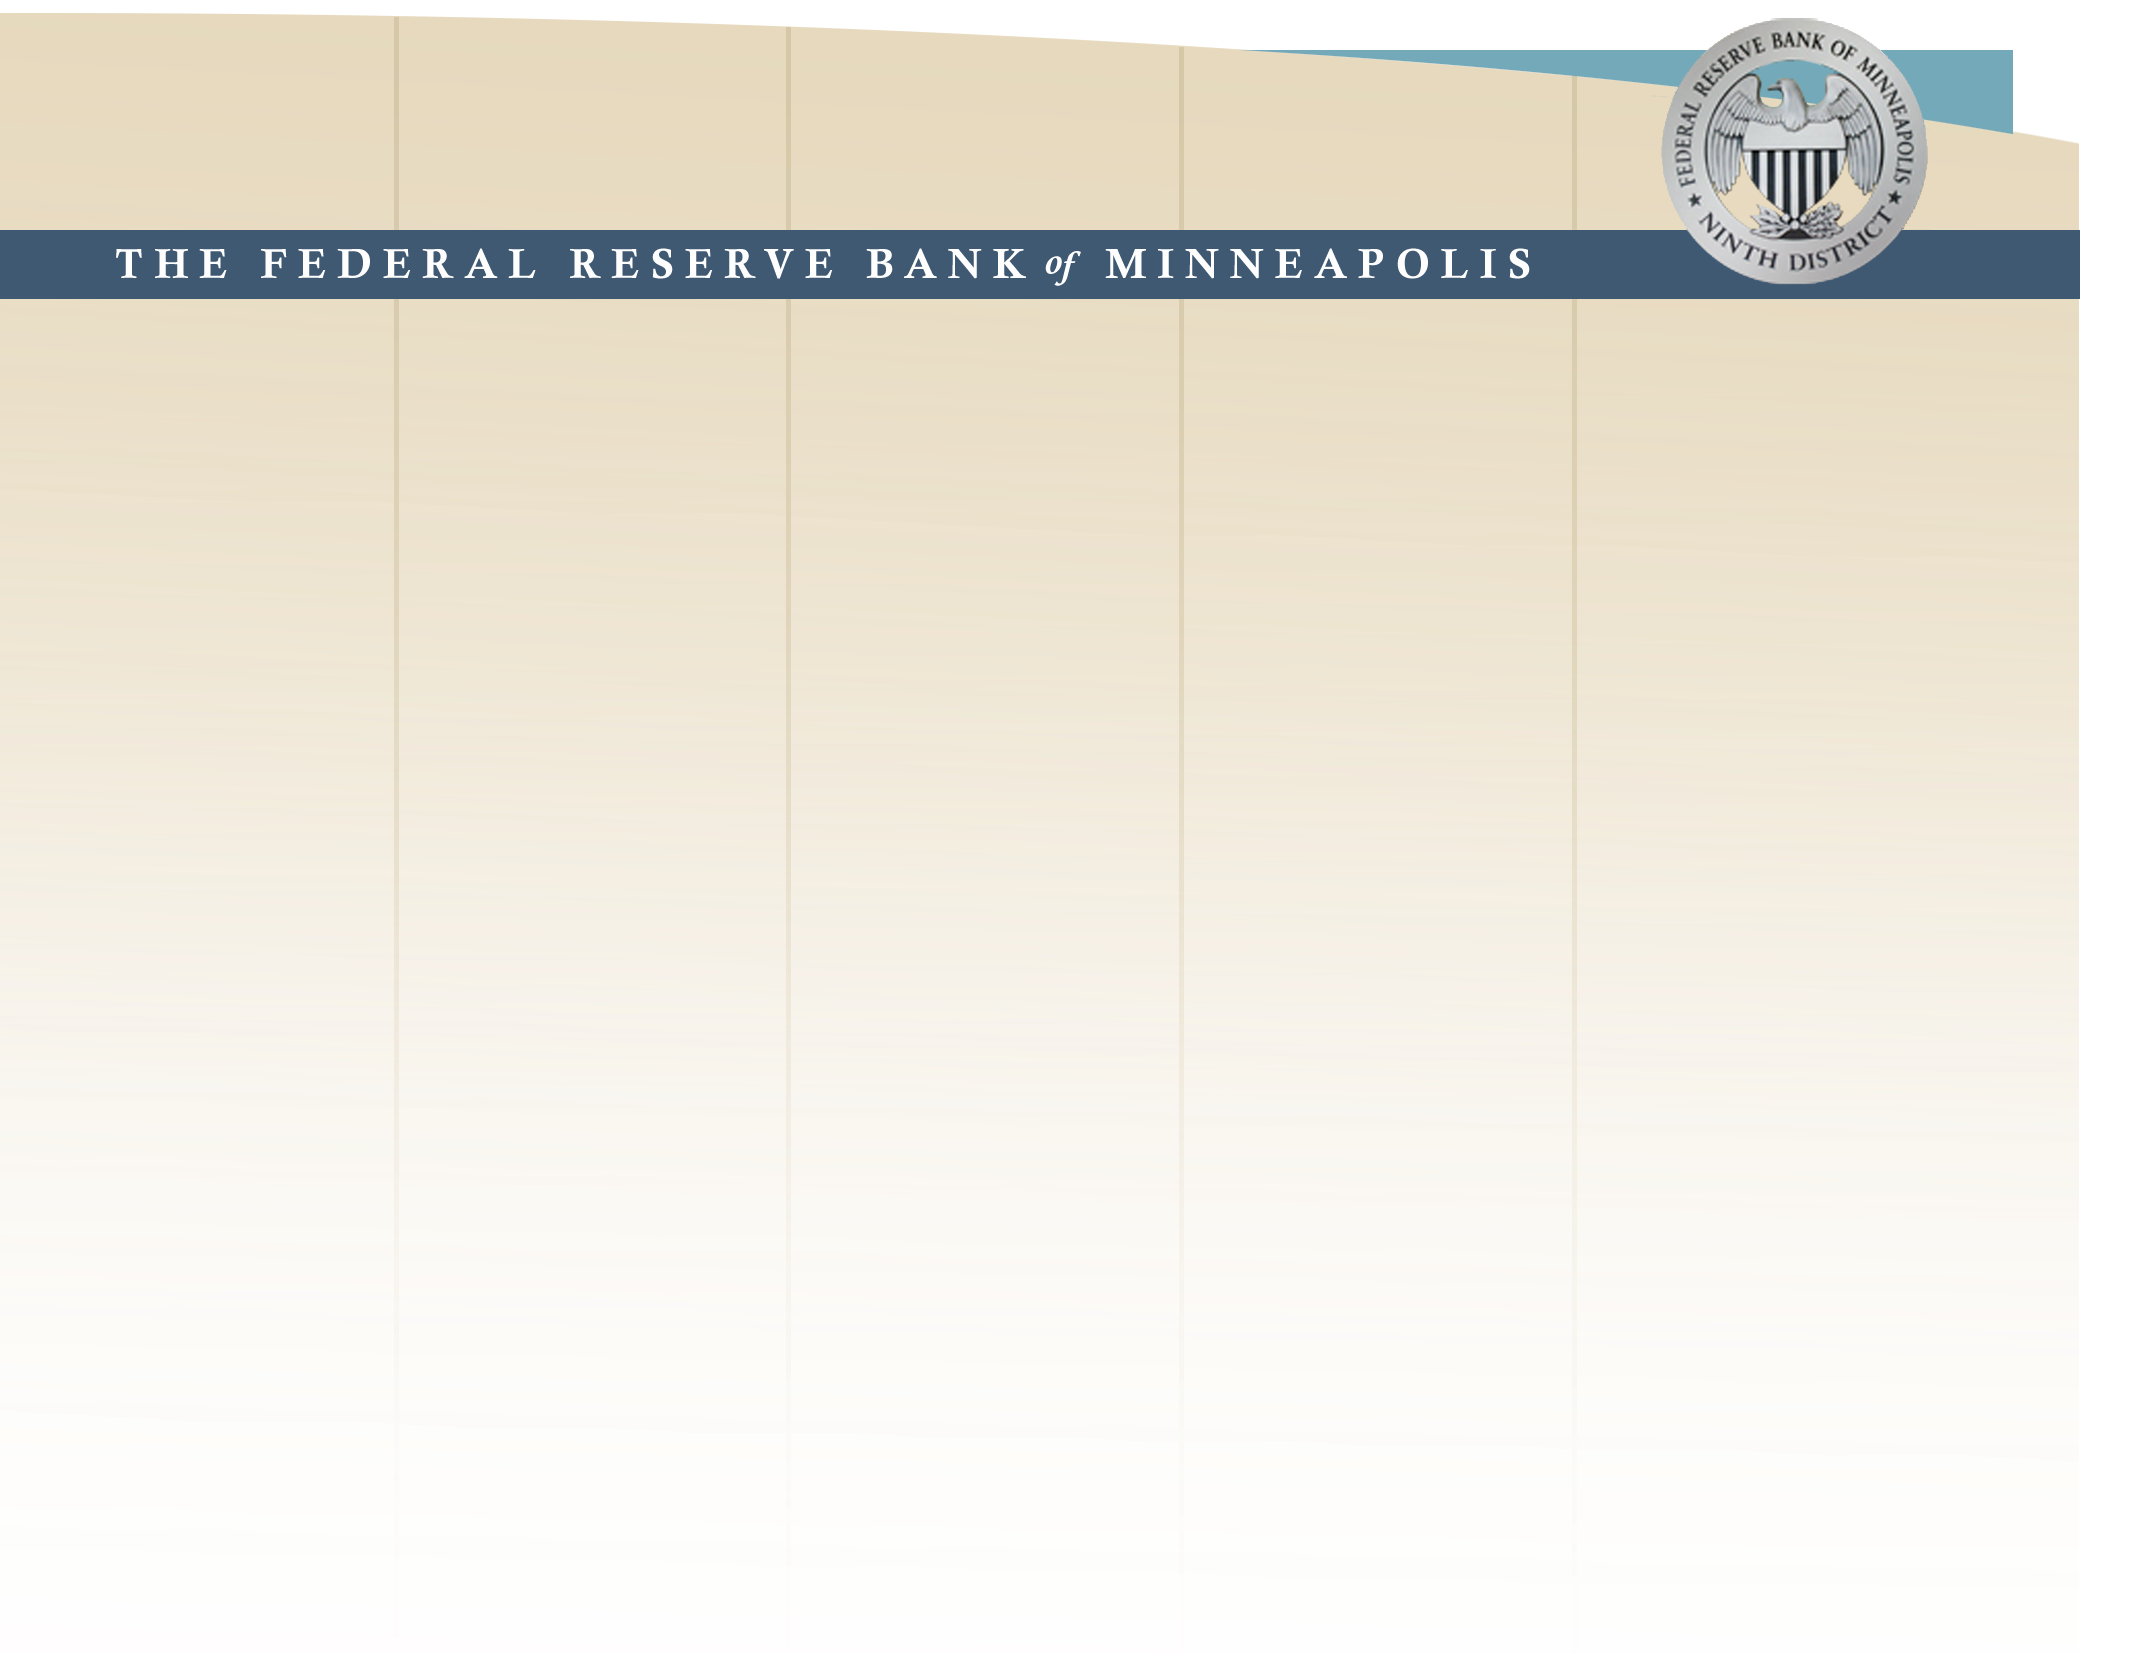 FEDERAL RESERVE BANK OF MINNEAPOLIS
★ NINTH DISTRICT ★
THE FEDERAL RESERVE BANK of MINNEAPOLIS